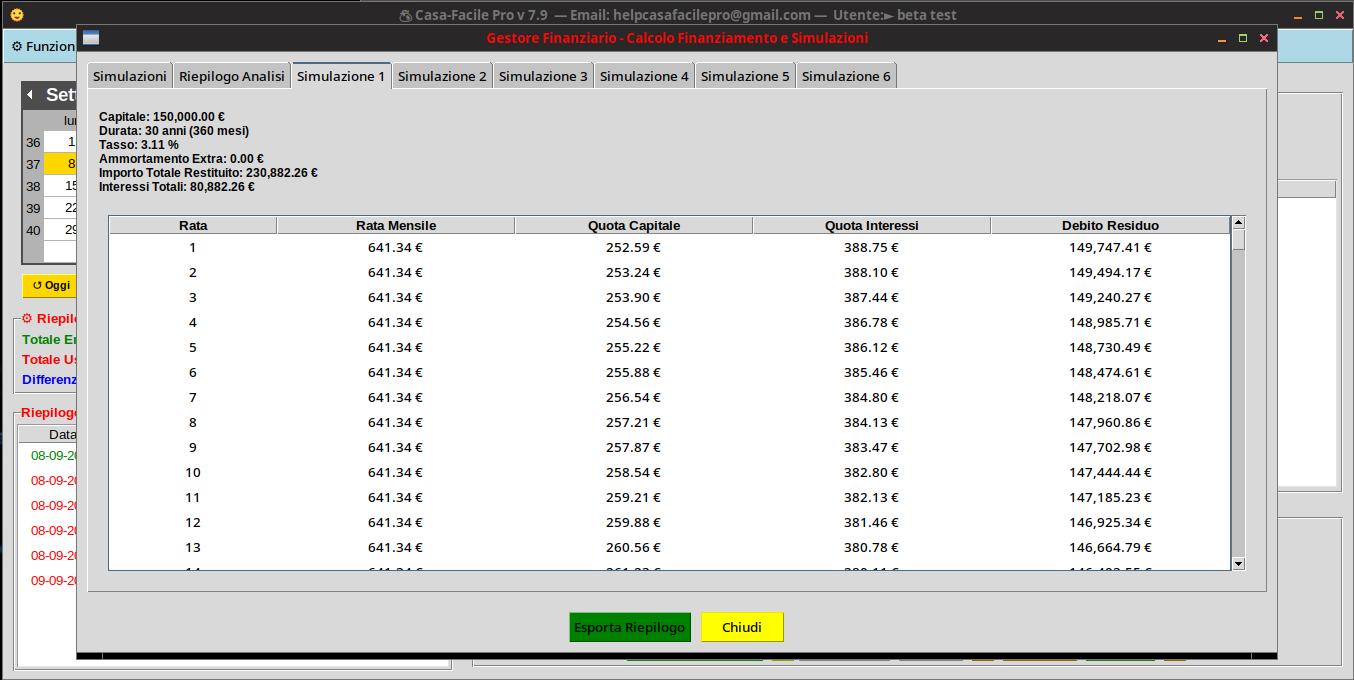 Casa-Facile Pro v 7.9 — Email: helpcasafacilepro@gmail.com — Utente:► beta test
Gestore Finanziario - Calcolo Finanziamento e Simulazioni
Simulazioni Riepilogo Analisi Simulazione 1 Simulazione 2 Simulazione 3 Simulazione 4 Simulazione 5 Simulazione 6
Capitale: 150,000.00 €
Durata: 30 anni (360 mesi)
Tasso: 3.11 %
Ammortamento Extra: 0.00 €
Importo Totale Restituito: 230,882.26 €
Interessi Totali: 80,882.26 €
Rata Rata Mensile Quota Capitale Quota Interessi Debito Residuo
1 641.34 € 252.59 € 388.75 € 149,747.41 €
2 641.34 € 253.24 € 388.10 € 149,494.17 €
3 641.34 € 253.90 € 387.44 € 149,240.27 €
4 641.34 € 254.56 € 386.78 € 148,985.71 €
5 641.34 € 255.22 € 386.12 € 148,730.49 €
6 641.34 € 255.88 € 385.46 € 148,474.61 €
7 641.34 € 256.54 € 384.80 € 148,218.07 €
8 641.34 € 257.21 € 384.13 € 147,960.86 €
9 641.34 € 257.87 € 383.47 € 147,702.98 €
10 641.34 € 258.54 € 382.80 € 147,444.44 €
11 641.34 € 259.21 € 382.13 € 147,185.23 €
12 641.34 € 259.88 € 381.46 € 146,925.34 €
13 641.34 € 260.56 € 380.78 € 146,664.79 €
Esporta Riepilogo Chiudi
Funzion
Sett
lun
36 1
37 8
38 15
39 22
40 29
Oggi
Riepilo
Totale En
Totale Us
Differenz
Riepilogo
Data
08-09-20
08-09-20
08-09-20
08-09-20
08-09-20
09-09-20